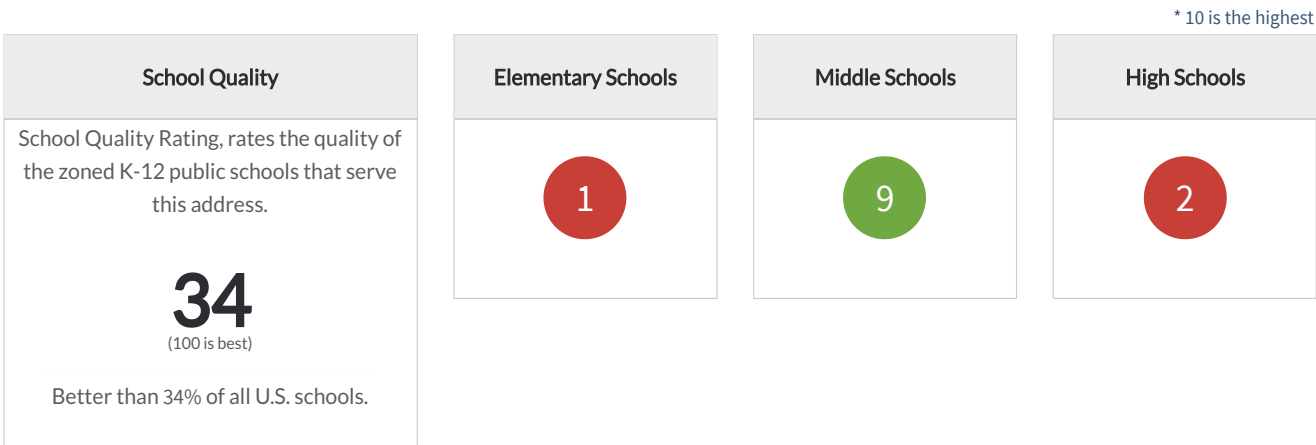 * 10 is the highest
School Quality
School Quality Rating, rates the quality of
the zoned K-12 public schools that serve
this address.
34
(100 is best)
Better than 34% of all U.S. schools.
Elementary Schools
1
Middle Schools
9
High Schools
2